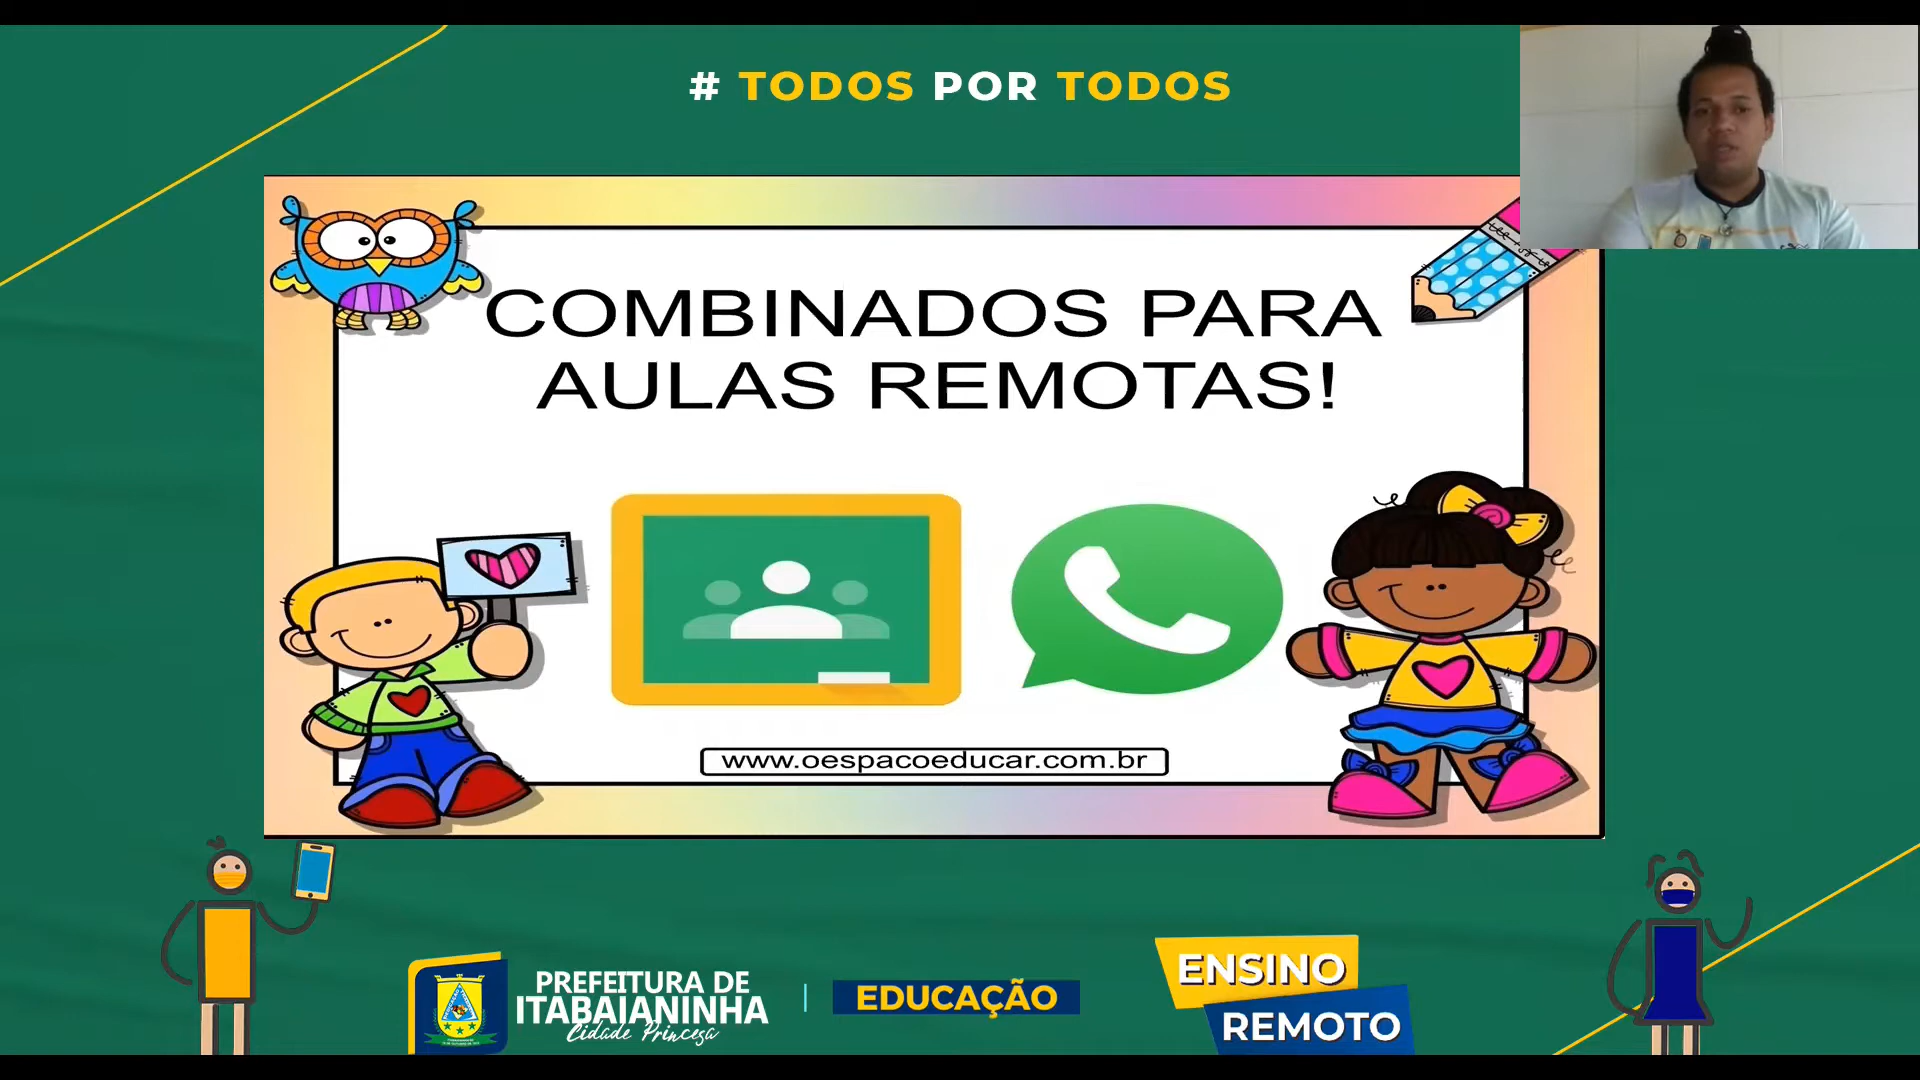 # TODOS POR TODOS
COMBINADOS PARA
AULAS REMOTAS!
www.oespacoeducar.com.br
PREFEITURA DE
ITABAIANINHA
Cidade Princesa
EDUCAÇÃO
ENSINO
REMOTO